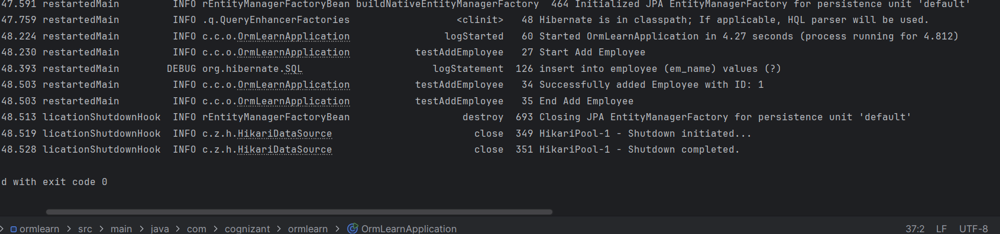 47.591 restartedMain INFO rEntityManagerFactoryBean buildNativeEntityManagerFactory 464 Initialized JPA EntityManagerFactory for persistence unit 'default'
47.759 restartedMain INFO .q.QueryEnhancerFactories <clinit> 48 Hibernate is in classpath; If applicable, HQL parser will be used.
48.224 restartedMain INFO c.c.o.OrmLearnApplication logStarted 60 Started OrmLearnApplication in 4.27 seconds (process running for 4.812)
48.230 restartedMain INFO c.c.o.OrmLearnApplication testAddEmployee 27 Start Add Employee
48.393 restartedMain DEBUG org.hibernate.SQL logStatement 126 insert into employee (em_name) values (?)
48.503 restartedMain INFO c.c.o.OrmLearnApplication testAddEmployee 34 Successfully added Employee with ID: 1
48.503 restartedMain INFO c.c.o.OrmLearnApplication testAddEmployee 35 End Add Employee
48.513 licationShutdownHook INFO rEntityManagerFactoryBean destroy 693 Closing JPA EntityManagerFactory for persistence unit 'default'
48.519 licationShutdownHook INFO c.z.h.HikariDataSource close 349 HikariPool-1 - Shutdown initiated...
48.528 licationShutdownHook INFO c.z.h.HikariDataSource close 351 HikariPool-1 - Shutdown completed.
d with exit code 0
> ormlearn > src > main > java > com > cognizant > ormlearn > OrmLearnApplication 37:2 LF UTF-8